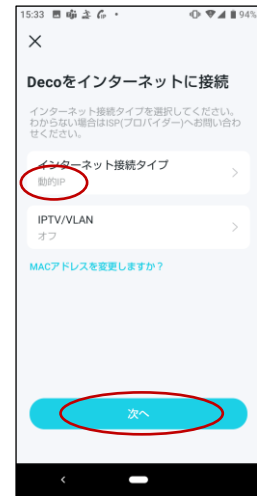 15:33
94%
Decoをインターネットに接続
インターネット接続タイプを選択してください。
わからない場合はISP(プロバイダー)へお問い合わ
せください。
インターネット接続タイプ
動的IP
IPTV/VLAN
オフ
MACアドレスを変更しますか？
次へ